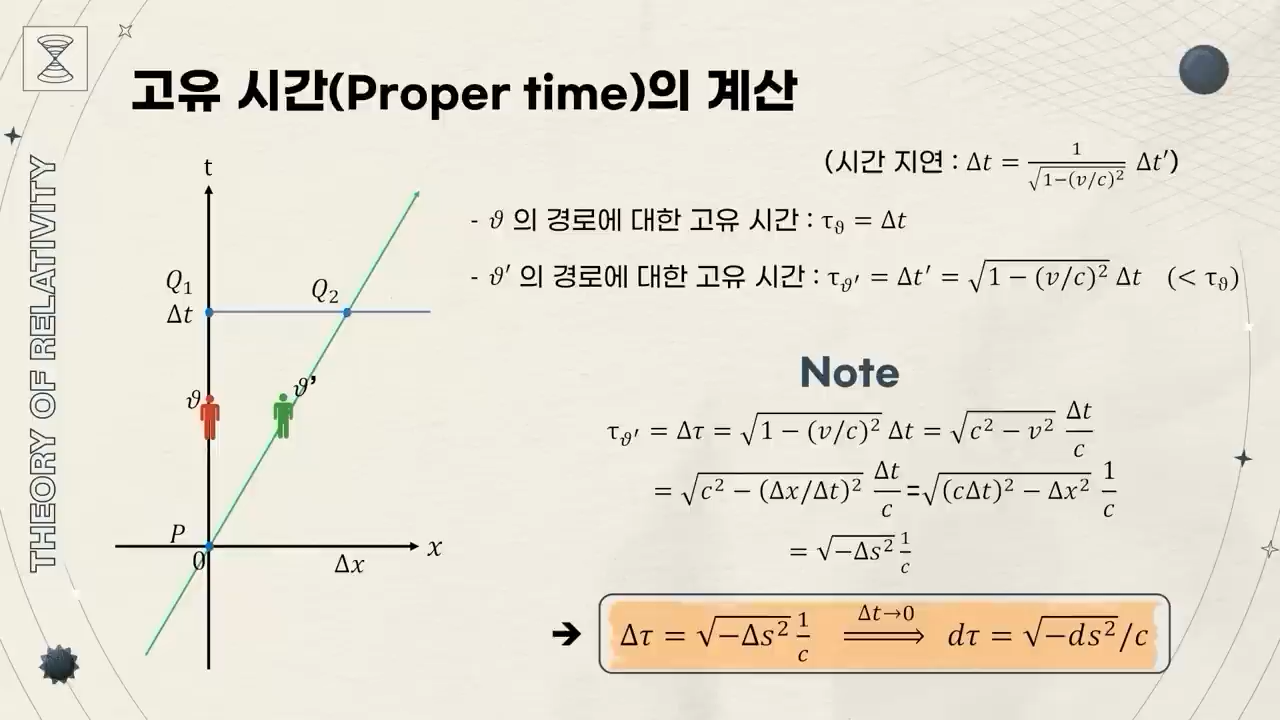 THEORY OF RELATIVITY
고유 시간(Proper time)의 계산
(시간 지연 : Δt = 1/√(1−(v/c)²) Δt′)
- ϑ 의 경로에 대한 고유 시간 : τ_ϑ = Δt
- ϑ′ 의 경로에 대한 고유 시간 : τ_ϑ′ = Δt′ = √(1 − (v/c)²) Δt (< τ_ϑ)
t
Q₁
Δt
Q₂
ϑ
ϑ’
P
0
Δx
x
Note
τ_ϑ′ = Δτ = √(1 − (v/c)²) Δt = √(c² − v²) Δt/c
= √(c² − (Δx/Δt)²) Δt/c =√((cΔt)² − Δx²) 1/c
= √(−Δs²) 1/c
➔ Δτ = √(−Δs²) 1/c ⟹ (Δt→0) dτ = √(−ds²)/c